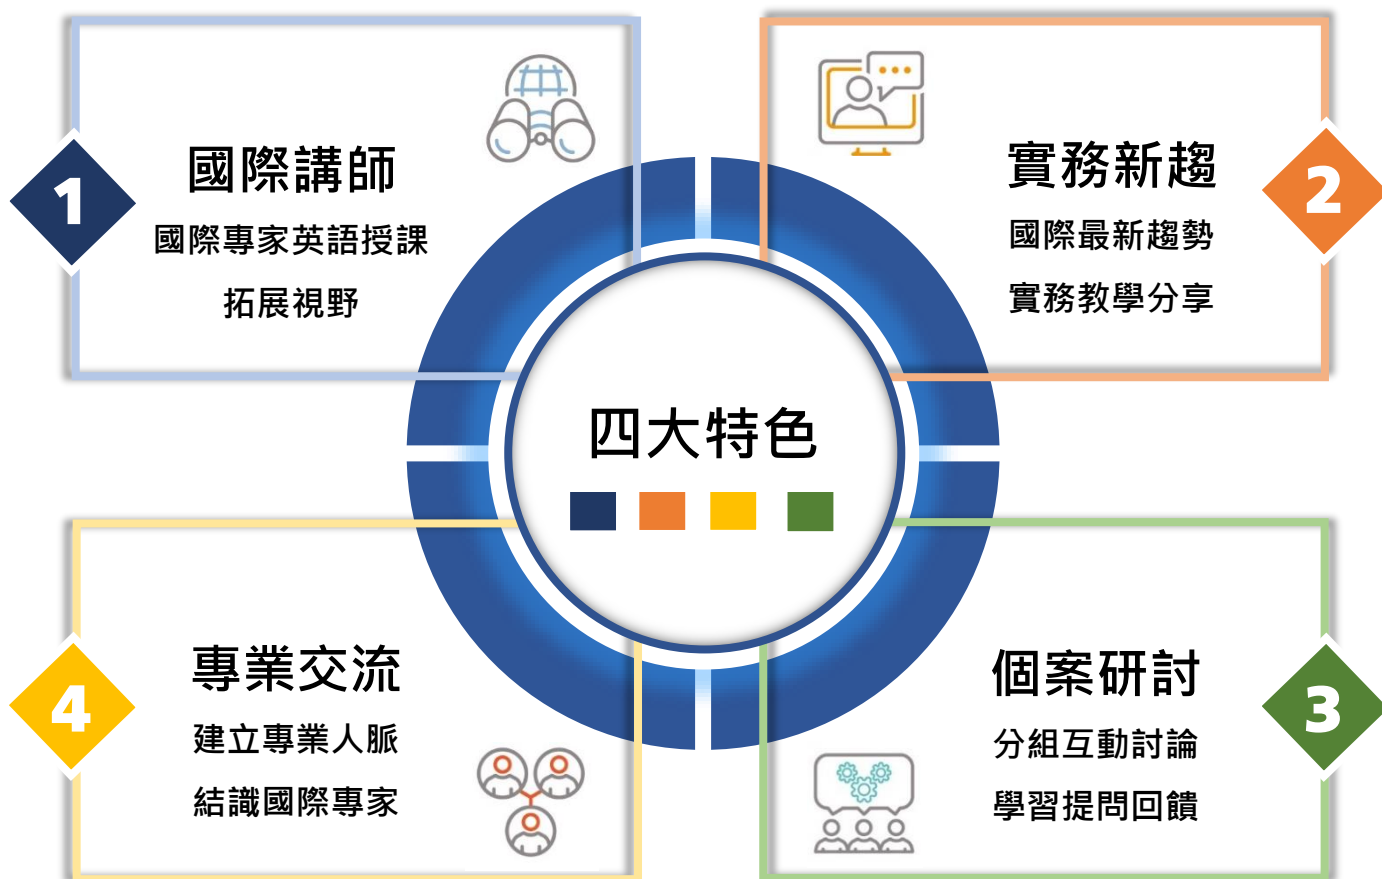 1
國際講師
國際專家英語授課
拓展視野
2
實務新趨
國際最新趨勢
實務教學分享
四大特色
3
個案研討
分組互動討論
學習提問回饋
4
專業交流
建立專業人脈
結識國際專家